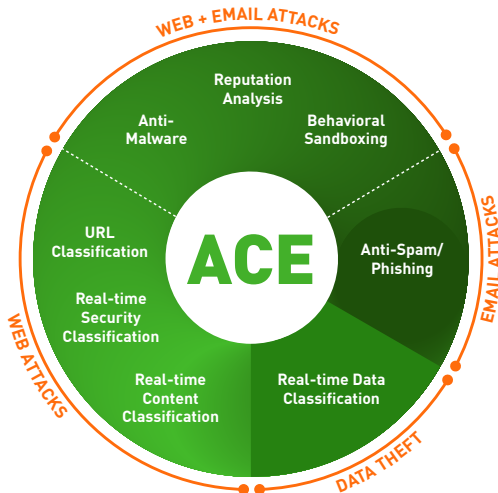 WEB + EMAIL ATTACKS
Reputation
Analysis
Anti-
Malware
Behavioral
Sandboxing
URL
Classification
ACE
Anti-Spam/
Phishing
EMAIL ATTACKS
Real-time
Security
Classification
WEB ATTACKS
Real-time
Content
Classification
Real-time Data
Classification
DATA THEFT